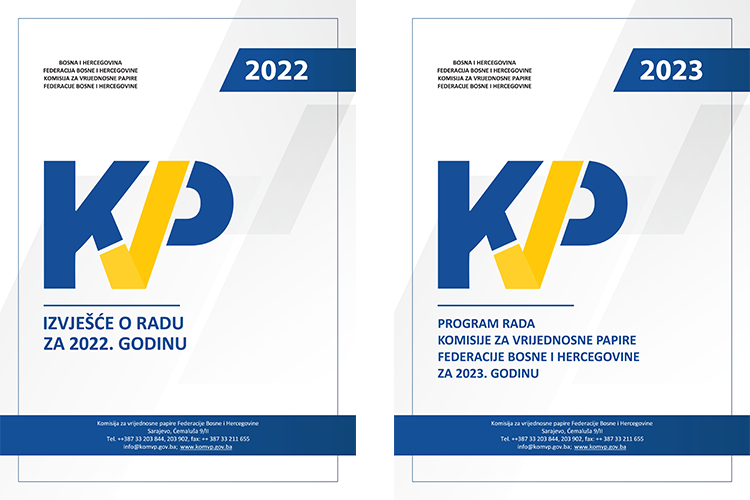 BOSNA I HERCEGOVINA
FEDERACIJA BOSNE I HERCEGOVINE
KOMISIJA ZA VRIJEDNOSNE PAPIRE
FEDERACIJE BOSNE I HERCEGOVINE
2022
KVP
IZVJEŠĆE O RADU
ZA 2022. GODINU
Komisija za vrijednosne papire Federacije Bosne i Hercegovine
Sarajevo, Ćemaluša 9/II
Tel. ++387 33 203 844, 203 902, fax: ++ 387 33 211 655
info@komvp.gov.ba; www.komvp.gov.ba
BOSNA I HERCEGOVINA
FEDERACIJA BOSNE I HERCEGOVINE
KOMISIJA ZA VRIJEDNOSNE PAPIRE
FEDERACIJE BOSNE I HERCEGOVINE
2023
KVP
PROGRAM RADA
KOMISIJE ZA VRIJEDNOSNE PAPIRE
FEDERACIJE BOSNE I HERCEGOVINE
ZA 2023. GODINU
Komisija za vrijednosne papire Federacije Bosne i Hercegovine
Sarajevo, Ćemaluša 9/II
Tel. ++387 33 203 844, 203 902, fax: ++ 387 33 211 655
info@komvp.gov.ba; www.komvp.gov.ba